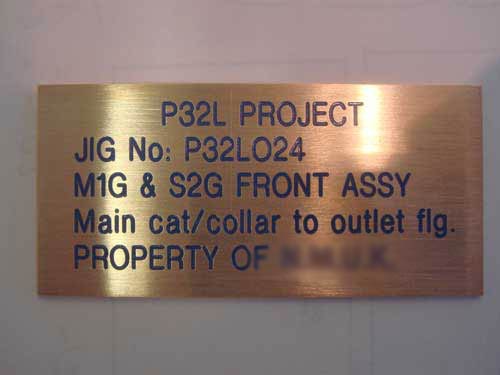 P32L PROJECT
JIG No: P32LO24
M1G & S2G FRONT ASSY
Main cat/collar to outlet flg.
PROPERTY OF